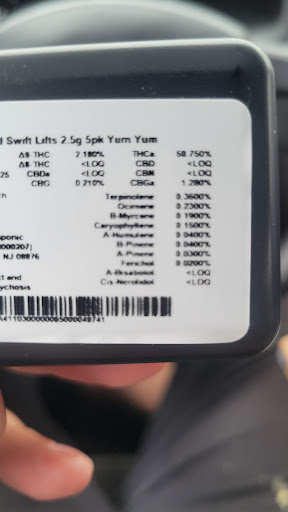 Swift Lifts 2.5g 5pk Yum Yum
Δ9-THC 2.180% THCa 50.750%
Δ8-THC <LOQ CBD <LOQ
25 CBDa <LOQ CBN <LOQ
CBG 0.210% CBGa 1.280%
Terpinolene 0.3600%
Ocimene 0.2300%
B-Myrcene 0.1900%
Caryophyllene 0.1500%
A-Humulene 0.0400%
ponic B-Pinene 0.0400%
000207) A-Pinene 0.0300%
NJ 08876 Fenchol 0.0200%
A-Bisabolol <LOQ
ct and Cis-Nerolidol <LOQ
ychosis